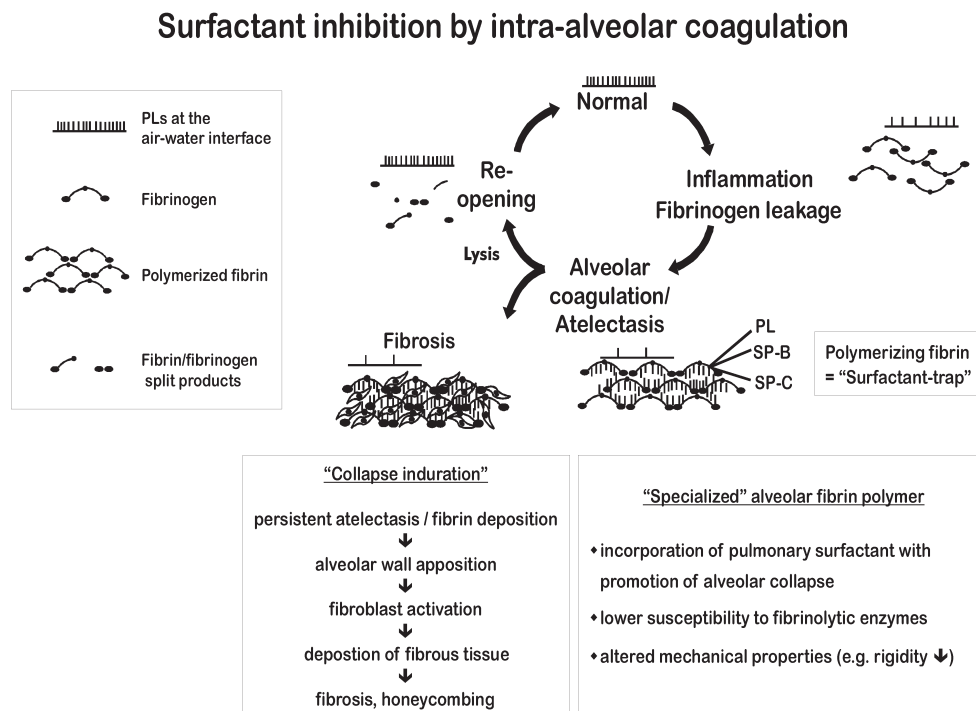 Surfactant inhibition by intra-alveolar coagulation
PLs at the
air-water interface
Fibrinogen
Polymerized fibrin
Fibrin/fibrinogen
split products
Normal
Inflammation
Fibrinogen leakage
Re-
opening
Lysis
Alveolar
coagulation/
Atelectasis
Fibrosis
PL
SP-B
SP-C
Polymerizing fibrin
= “Surfactant-trap”
“Collapse induration”
persistent atelectasis / fibrin deposition
🡻
alveolar wall apposition
🡻
fibroblast activation
🡻
depostion of fibrous tissue
🡻
fibrosis, honeycombing
“Specialized” alveolar fibrin polymer
⬥ incorporation of pulmonary surfactant with
promotion of alveolar collapse
⬥ lower susceptibility to fibrinolytic enzymes
⬥ altered mechanical properties (e.g. rigidity 🡻)